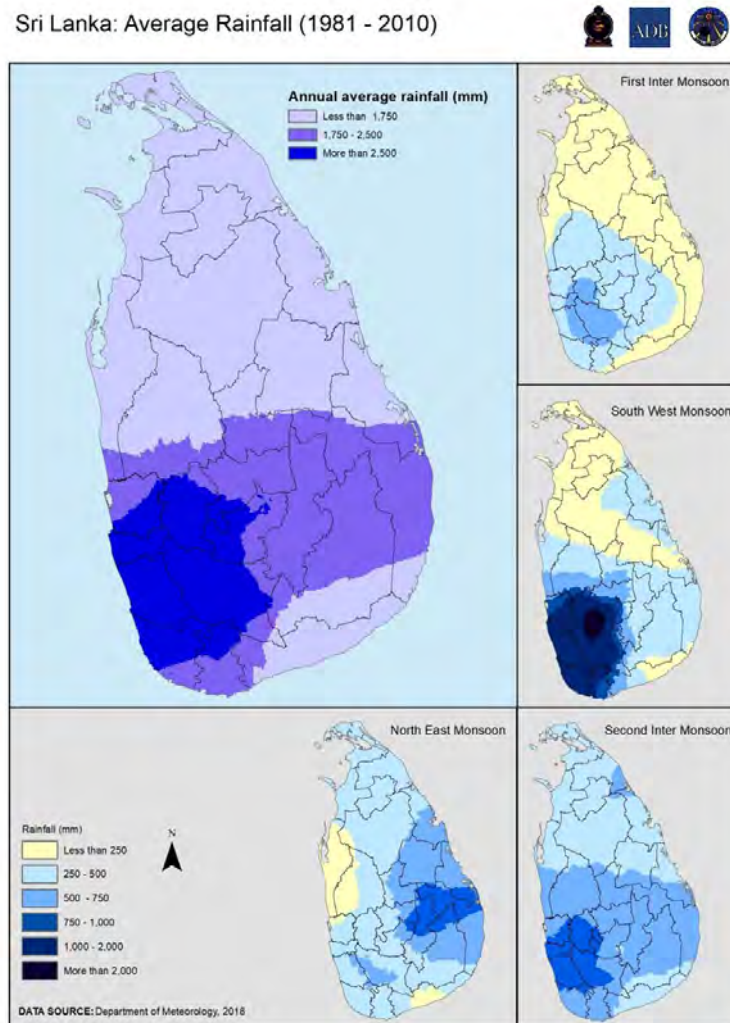 Sri Lanka: Average Rainfall (1981 - 2010)
ADB
Annual average rainfall (mm)
Less than 1,750
1,750 - 2,500
More than 2,500
First Inter Monsoon
South West Monsoon
North East Monsoon
Second Inter Monsoon
Rainfall (mm)
Less than 250
250 - 500
500 - 750
750 - 1,000
1,000 - 2,000
More than 2,000
N
DATA SOURCE: Department of Meteorology, 2018